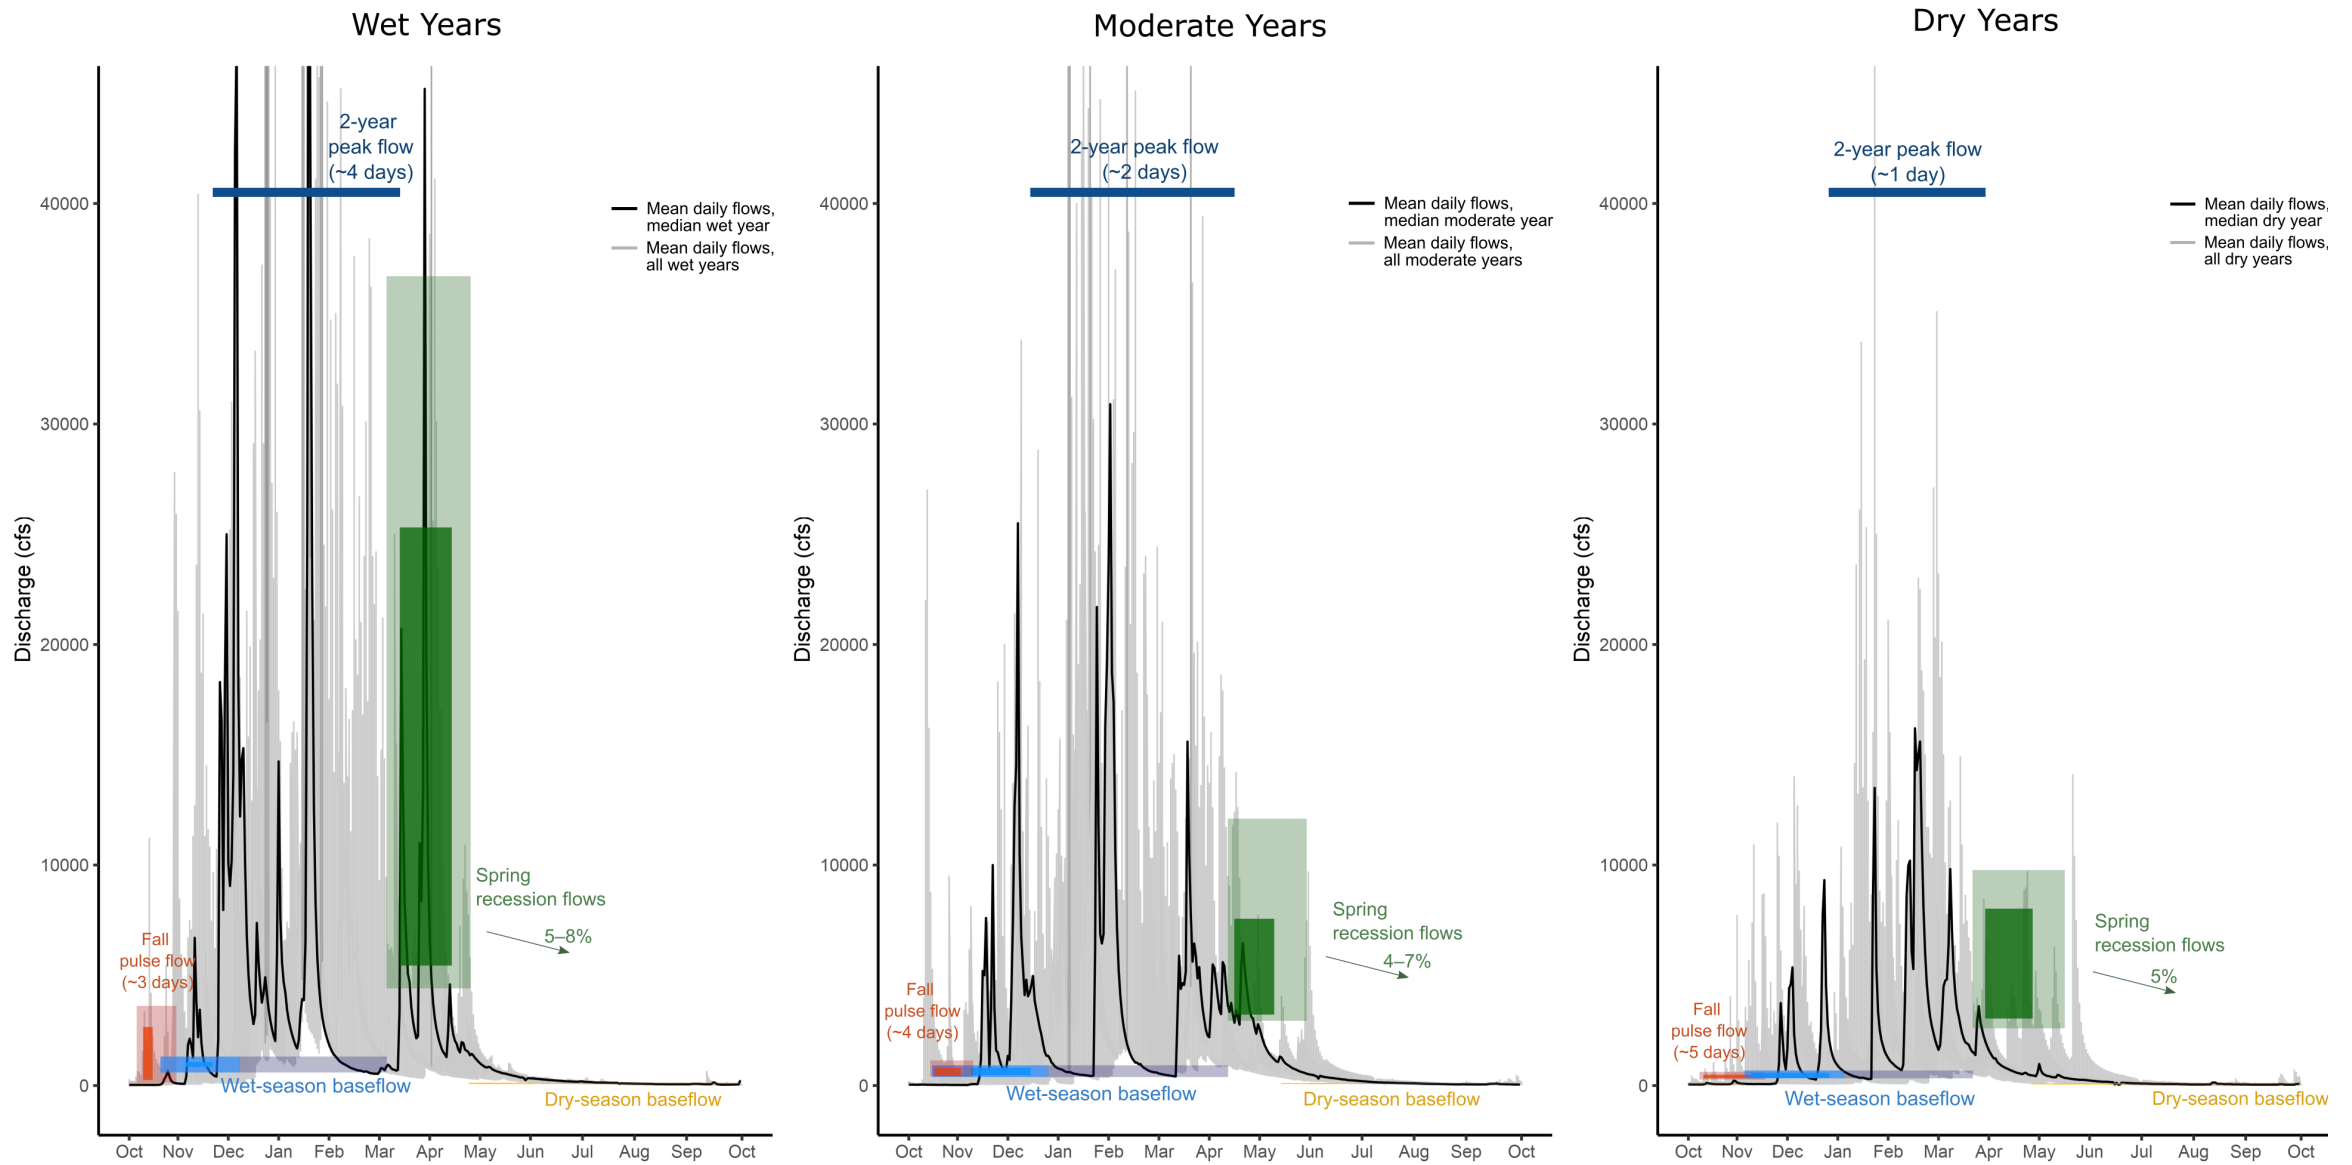 Wet Years
Discharge (cfs)
40000
30000
20000
10000
0
2-year
peak flow
(~4 days)
Mean daily flows,
median wet year
Mean daily flows,
all wet years
Spring
recession flows
5–8%
Fall
pulse flow
(~3 days)
Wet-season baseflow
Dry-season baseflow
Oct Nov Dec Jan Feb Mar Apr May Jun Jul Aug Sep Oct
Moderate Years
Discharge (cfs)
40000
30000
20000
10000
0
2-year peak flow
(~2 days)
Mean daily flows,
median moderate year
Mean daily flows,
all moderate years
Spring
recession flows
4–7%
Fall
pulse flow
(~4 days)
Wet-season baseflow
Dry-season baseflow
Oct Nov Dec Jan Feb Mar Apr May Jun Jul Aug Sep Oct
Dry Years
Discharge (cfs)
40000
30000
20000
10000
0
2-year peak flow
(~1 day)
Mean daily flows,
median dry year
Mean daily flows,
all dry years
Spring
recession flows
5%
Fall
pulse flow
(~5 days)
Wet-season baseflow
Dry-season baseflow
Oct Nov Dec Jan Feb Mar Apr May Jun Jul Aug Sep Oct